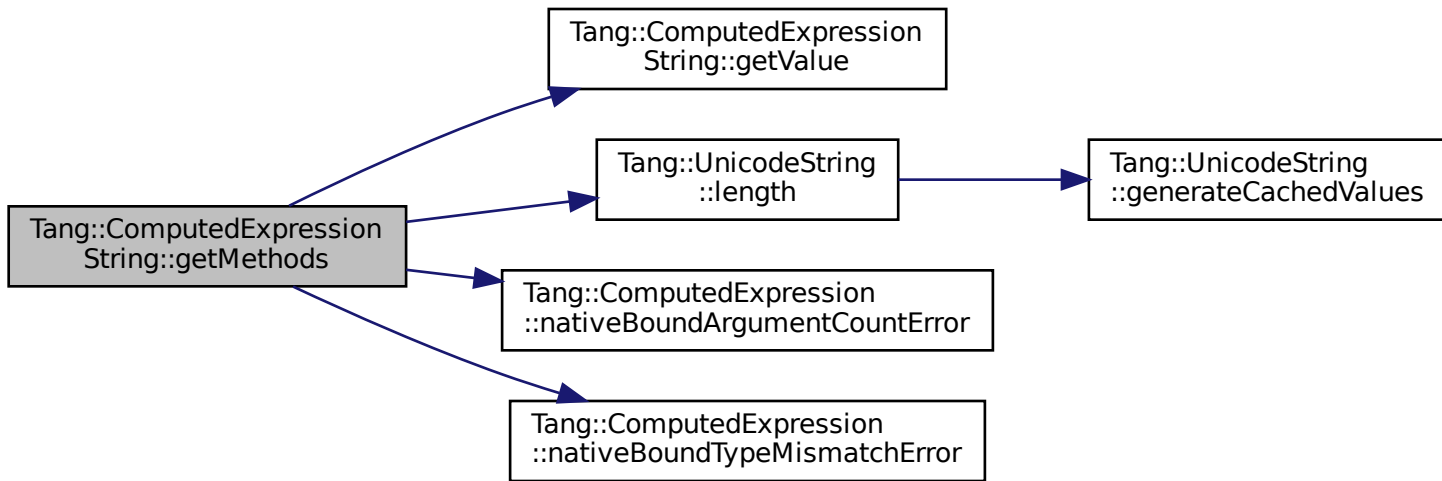 Tang::ComputedExpression
String::getMethods
Tang::ComputedExpression
String::getValue
Tang::UnicodeString
::length
Tang::UnicodeString
::generateCachedValues
Tang::ComputedExpression
::nativeBoundArgumentCountError
Tang::ComputedExpression
::nativeBoundTypeMismatchError